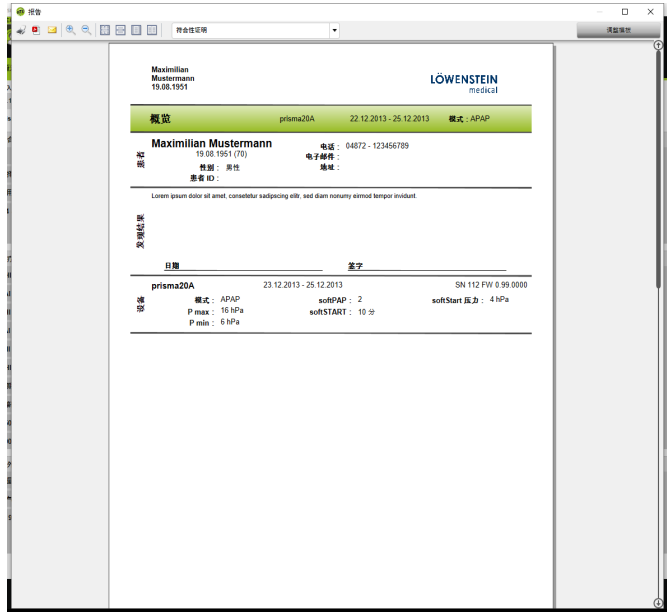 报告
符合性证明
调整模板
Maximilian
Mustermann
19.08.1951
LÖWENSTEIN
medical
概览 prisma20A 22.12.2013 - 25.12.2013 模式：APAP
患者
Maximilian Mustermann
19.08.1951 (70)
性别： 男性
患者 ID：
电话： 04872 - 123456789
电子邮件：
地址：
发现结果
Lorem ipsum dolor sit amet, consetetur sadipscing elitr, sed diam nonumy eirmod tempor invidunt.
日期 签字
设备
prisma20A 23.12.2013 - 25.12.2013 SN 112 FW 0.99.0000
模式： APAP softPAP： 2 softStart 压力： 4 hPa
P max： 16 hPa softSTART： 10 分
P min： 6 hPa